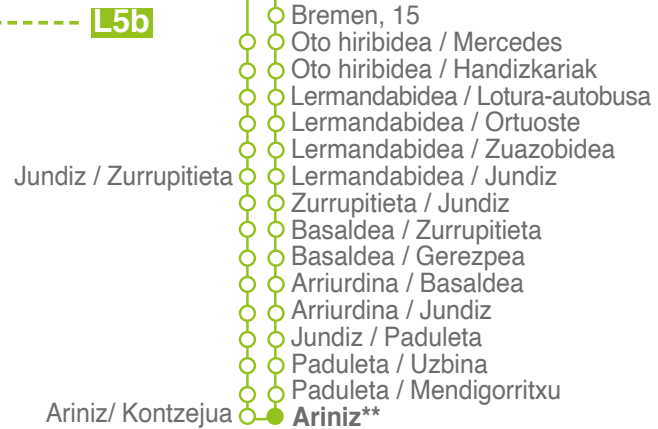 L5b
Bremen, 15
Oto hiribidea / Mercedes
Oto hiribidea / Handizkariak
Lermandabidea / Lotura-autobusa
Lermandabidea / Ortuoste
Lermandabidea / Zuazobidea
Jundiz / Zurrupitieta
Lermandabidea / Jundiz
Zurrupitieta / Jundiz
Basaldea / Zurrupitieta
Basaldea / Gerezpea
Arriurdina / Basaldea
Arriurdina / Jundiz
Jundiz / Paduleta
Paduleta / Uzbina
Paduleta / Mendigorritxu
Ariniz/ Kontzejua
Ariniz**